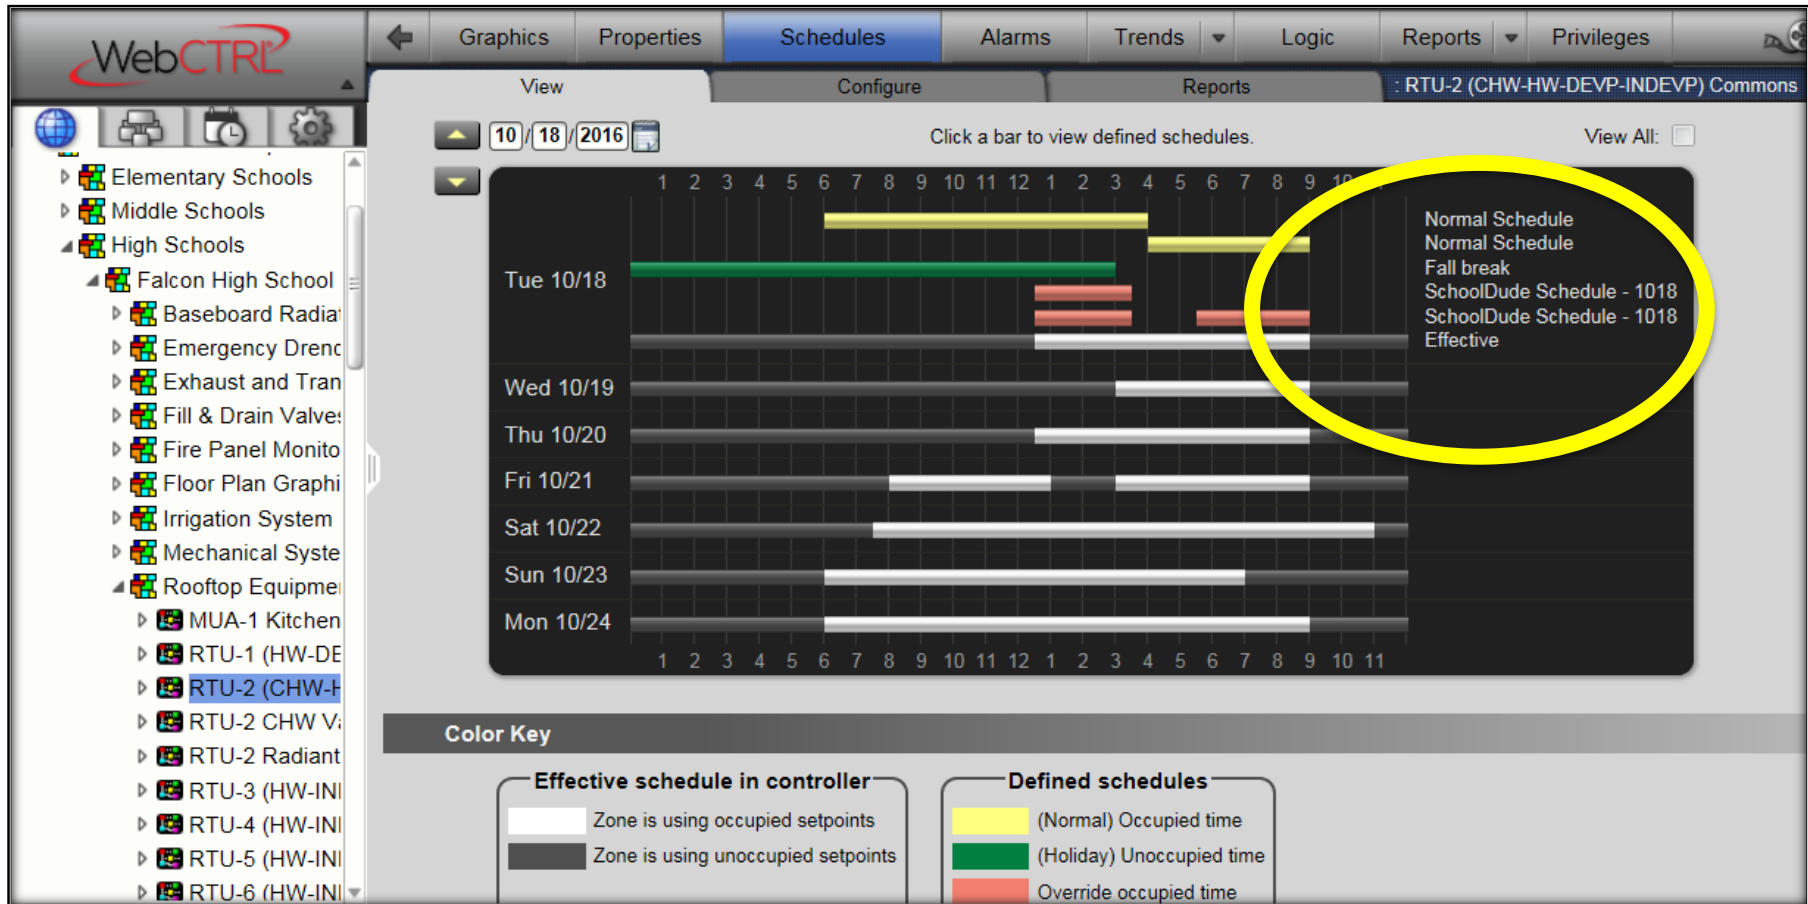 WebCTRL
Graphics Properties Schedules Alarms Trends Logic Reports Privileges
View Configure Reports : RTU-2 (CHW-HW-DEVP-INDEVP) Commons
10 / 18 / 2016 Click a bar to view defined schedules. View All:
Elementary Schools
Middle Schools
High Schools
Falcon High School
Baseboard Radiat
Emergency Drenc
Exhaust and Tran
Fill & Drain Valves
Fire Panel Monito
Floor Plan Graphi
Irrigation System
Mechanical Syste
Rooftop Equipme
MUA-1 Kitchen
RTU-1 (HW-DE
RTU-2 (CHW-H
RTU-2 CHW Va
RTU-2 Radiant
RTU-3 (HW-INI
RTU-4 (HW-INI
RTU-5 (HW-INI
RTU-6 (HW-INI
1 2 3 4 5 6 7 8 9 10 11 12 1 2 3 4 5 6 7 8 9
Tue 10/18
Normal Schedule
Normal Schedule
Fall break
SchoolDude Schedule - 1018
SchoolDude Schedule - 1018
Effective
Wed 10/19
Thu 10/20
Fri 10/21
Sat 10/22
Sun 10/23
Mon 10/24
1 2 3 4 5 6 7 8 9 10 11 12 1 2 3 4 5 6 7 8 9 10 11
Color Key
Effective schedule in controller
Zone is using occupied setpoints
Zone is using unoccupied setpoints
Defined schedules
(Normal) Occupied time
(Holiday) Unoccupied time
Override occupied time